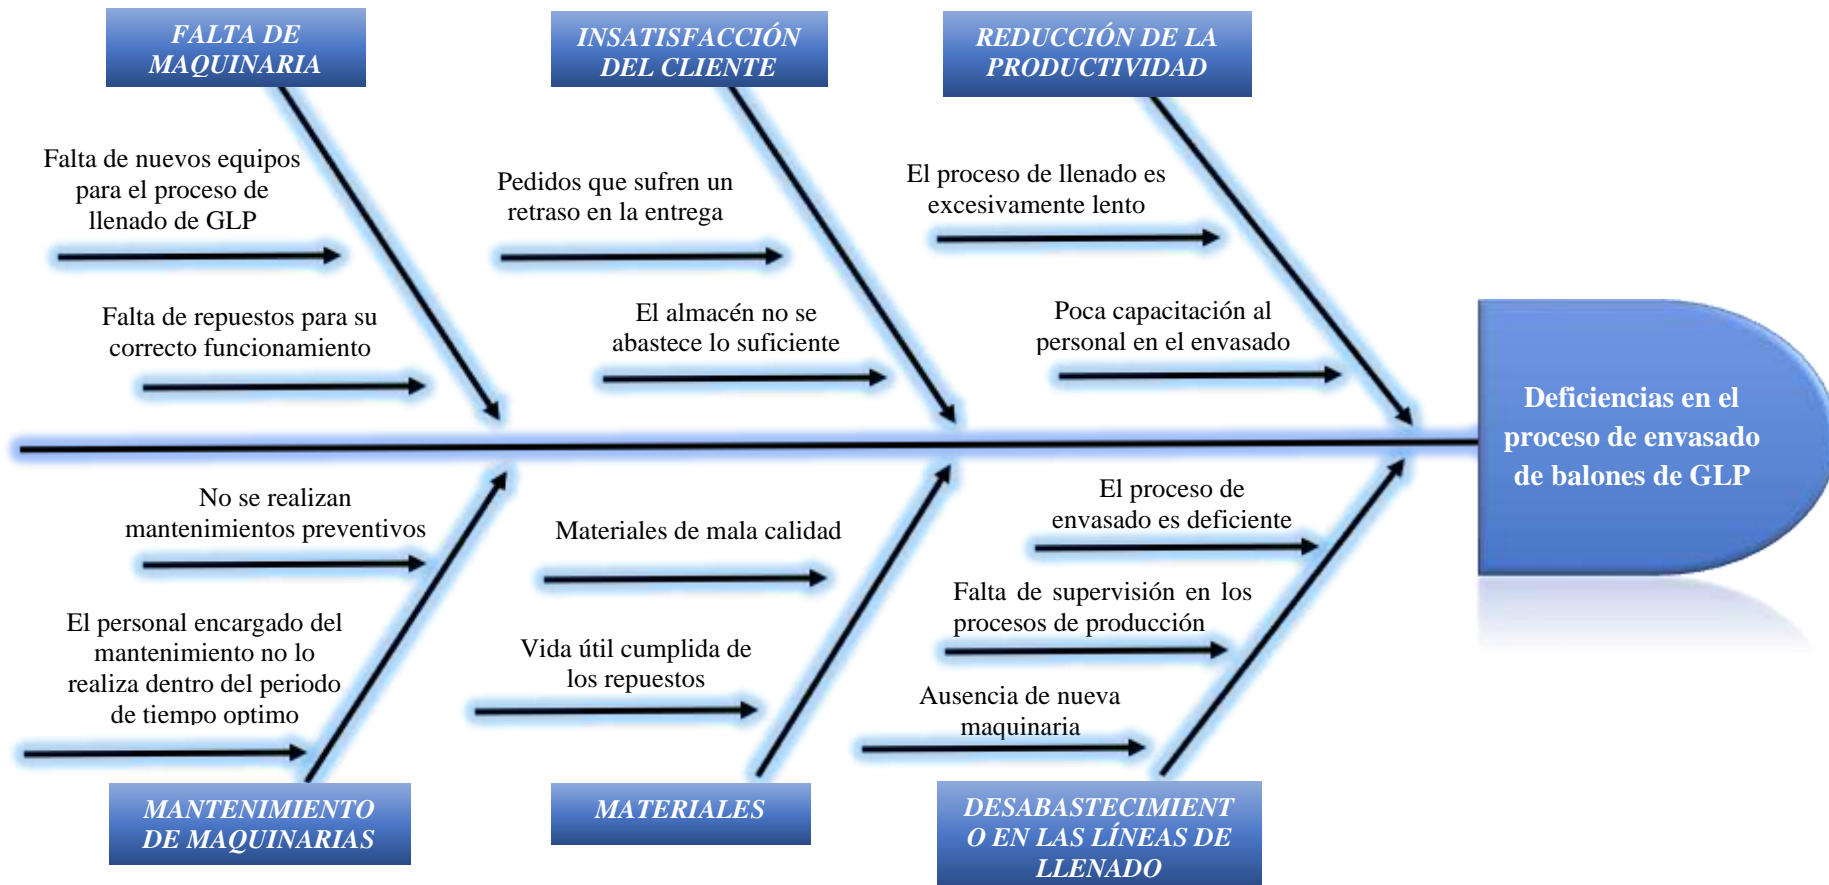 FALTA DE
MAQUINARIA
INSATISFACCIÓN
DEL CLIENTE
REDUCCIÓN DE LA
PRODUCTIVIDAD
Falta de nuevos equipos
para el proceso de
llenado de GLP
Falta de repuestos para su
correcto funcionamiento
Pedidos que sufren un
retraso en la entrega
El almacén no se
abastece lo suficiente
El proceso de llenado es
excesivamente lento
Poca capacitación al
personal en el envasado
Deficiencias en el
proceso de envasado
de balones de GLP
No se realizan
mantenimientos preventivos
El personal encargado del
mantenimiento no lo
realiza dentro del periodo
de tiempo optimo
Materiales de mala calidad
Vida útil cumplida de
los repuestos
El proceso de
envasado es deficiente
Falta de supervisión en los
procesos de producción
Ausencia de nueva
maquinaria
MANTENIMIENTO
DE MAQUINARIAS
MATERIALES
DESABASTECIMIENT
O EN LAS LÍNEAS DE
LLENADO